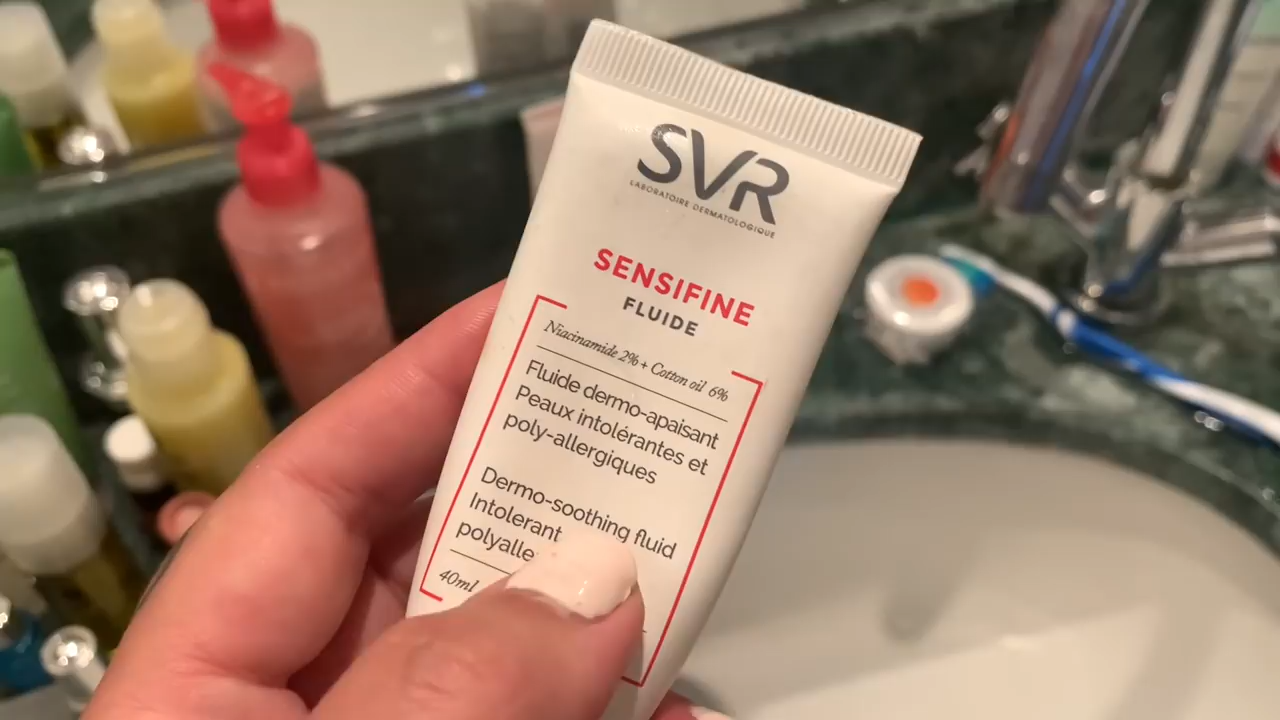 SVR
LABORATOIRE DERMATOLOGIQUE
SENSIFINE
FLUIDE
Niacinamide 2% + Cotton oil 6%
Fluide dermo-apaisant
Peaux intolérantes et
poly-allergiques
Dermo-soothing fluid
Intolerant
polyalle
40ml